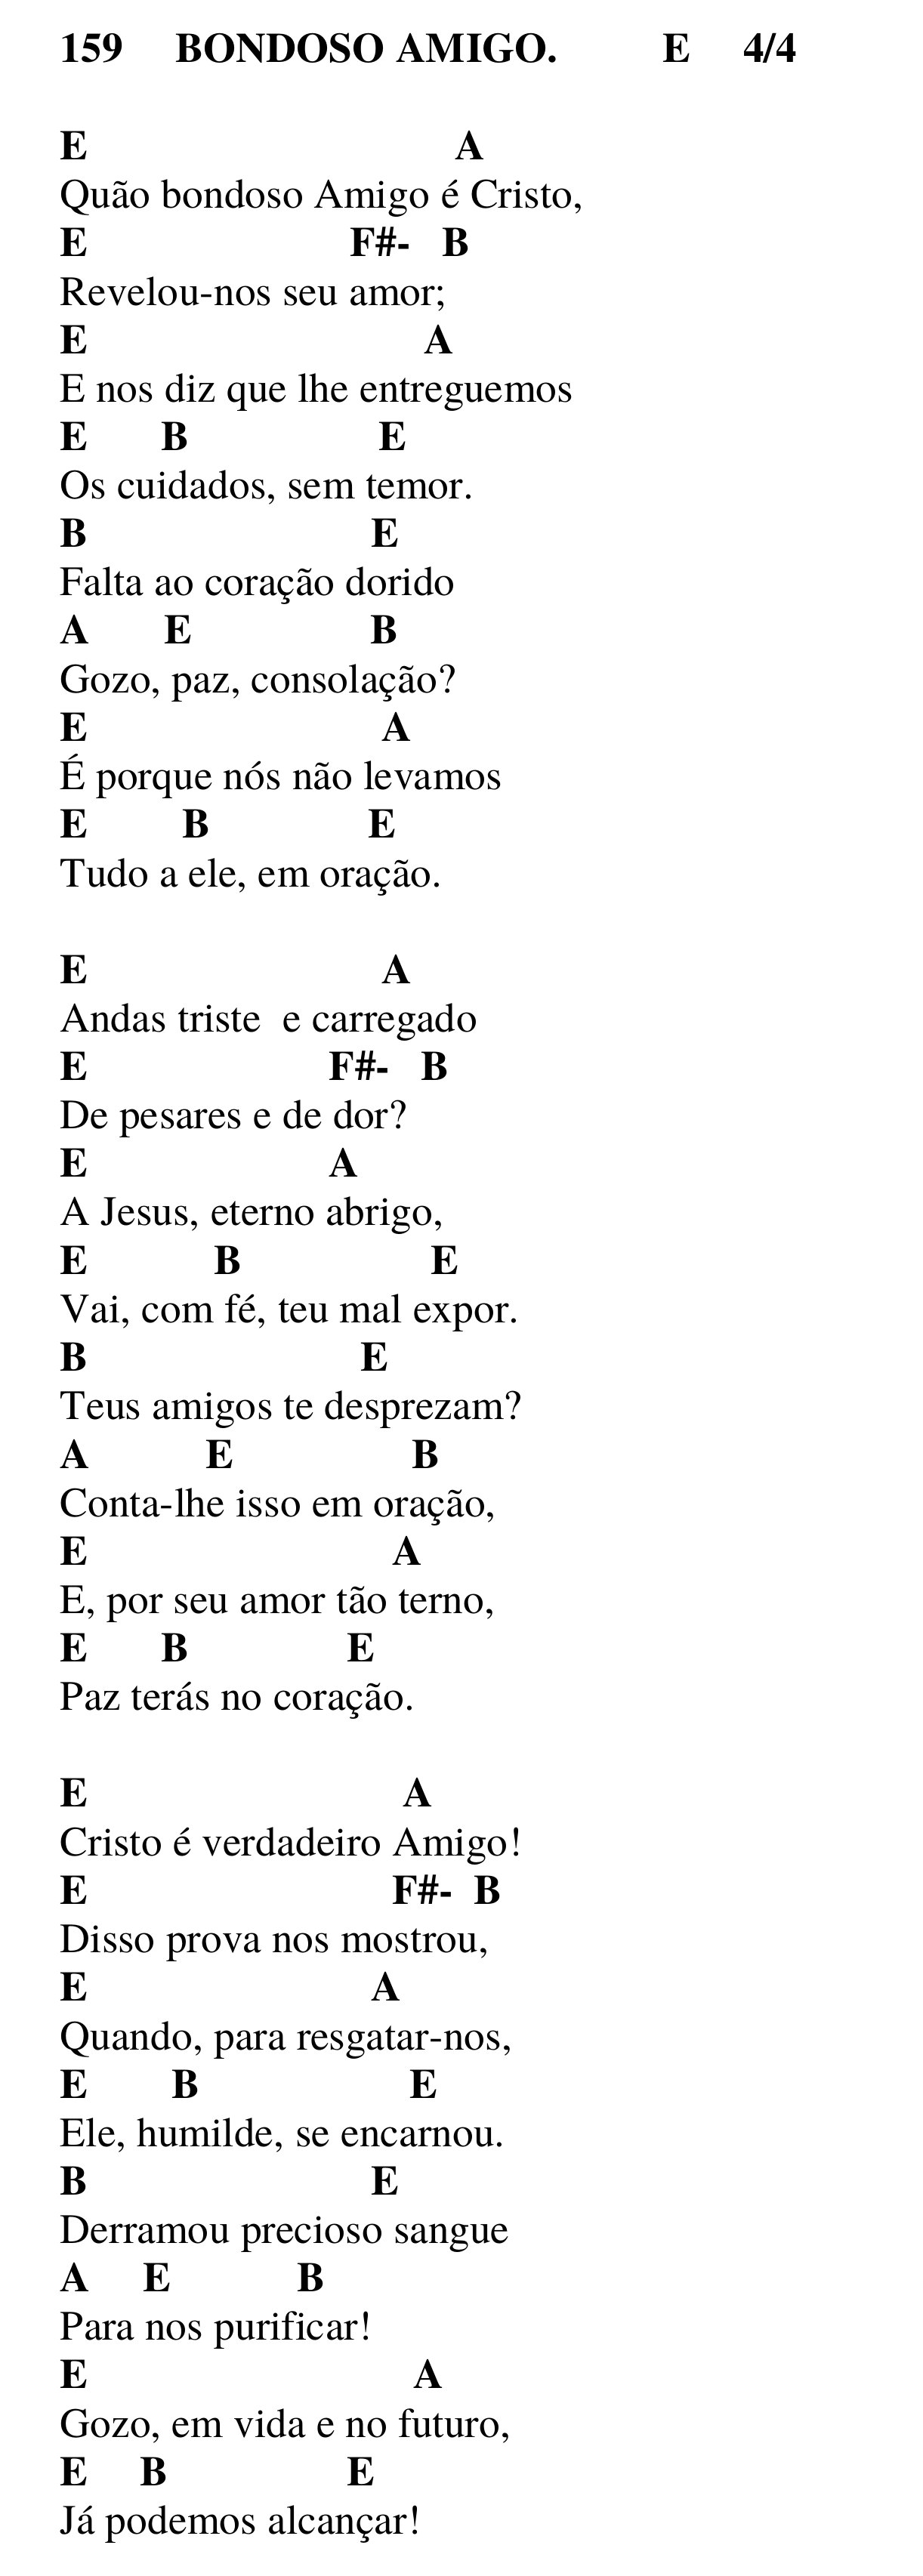 159 BONDOSO AMIGO. E 4/4
E A
Quão bondoso Amigo é Cristo,
E F#- B
Revelou-nos seu amor;
E A
E nos diz que lhe entreguemos
E B E
Os cuidados, sem temor.
B E
Falta ao coração dorido
A E B
Gozo, paz, consolação?
E A
É porque nós não levamos
E B E
Tudo a ele, em oração.
E A
Andas triste e carregado
E F#- B
De pesares e de dor?
E A
A Jesus, eterno abrigo,
E B E
Vai, com fé, teu mal expor.
B E
Teus amigos te desprezam?
A E B
Conta-lhe isso em oração,
E A
E, por seu amor tão terno,
E B E
Paz terás no coração.
E A
Cristo é verdadeiro Amigo!
E F#- B
Disso prova nos mostrou,
E A
Quando, para resgatar-nos,
E B E
Ele, humilde, se encarnou.
B E
Derramou precioso sangue
A E B
Para nos purificar!
E A
Gozo, em vida e no futuro,
E B E
Já podemos alcançar!